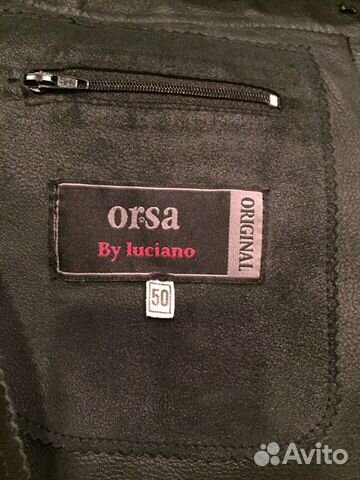 orsa
By luciano
ORIGINAL
50
Avito